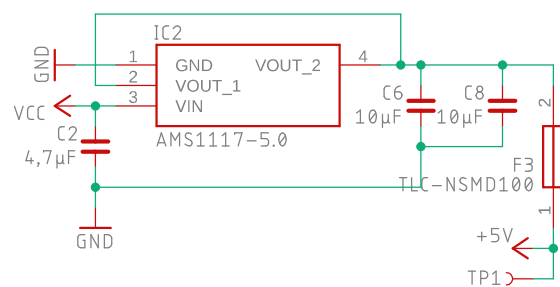 IC2
GND
1
GND
VOUT_2
4
2
VOUT_1
VCC
3
VIN
C6
10µF
C8
10µF
2
C2
4,7µF
AMS1117-5.0
F3
TLC-NSMD100
1
GND
+5V
TP1